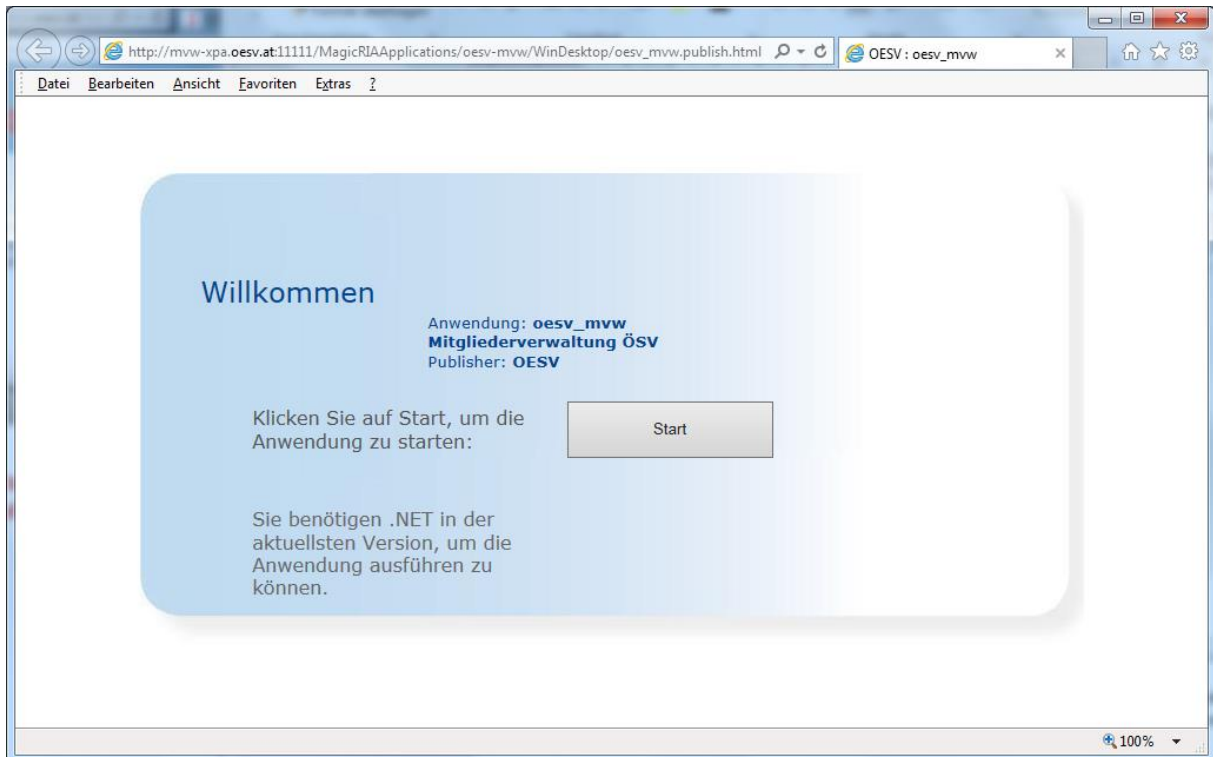 http://mvw-xpa.oesv.at:11111/MagicRIAApplications/oesv-mvw/WinDesktop/oesv_mvw.publish.html
OESV : oesv_mvw
Datei Bearbeiten Ansicht Favoriten Extras ?
Willkommen
Anwendung: oesv_mvw
Mitgliederverwaltung ÖSV
Publisher: OESV
Klicken Sie auf Start, um die
Anwendung zu starten:
Start
Sie benötigen .NET in der
aktuellsten Version, um die
Anwendung ausführen zu
können.
100%